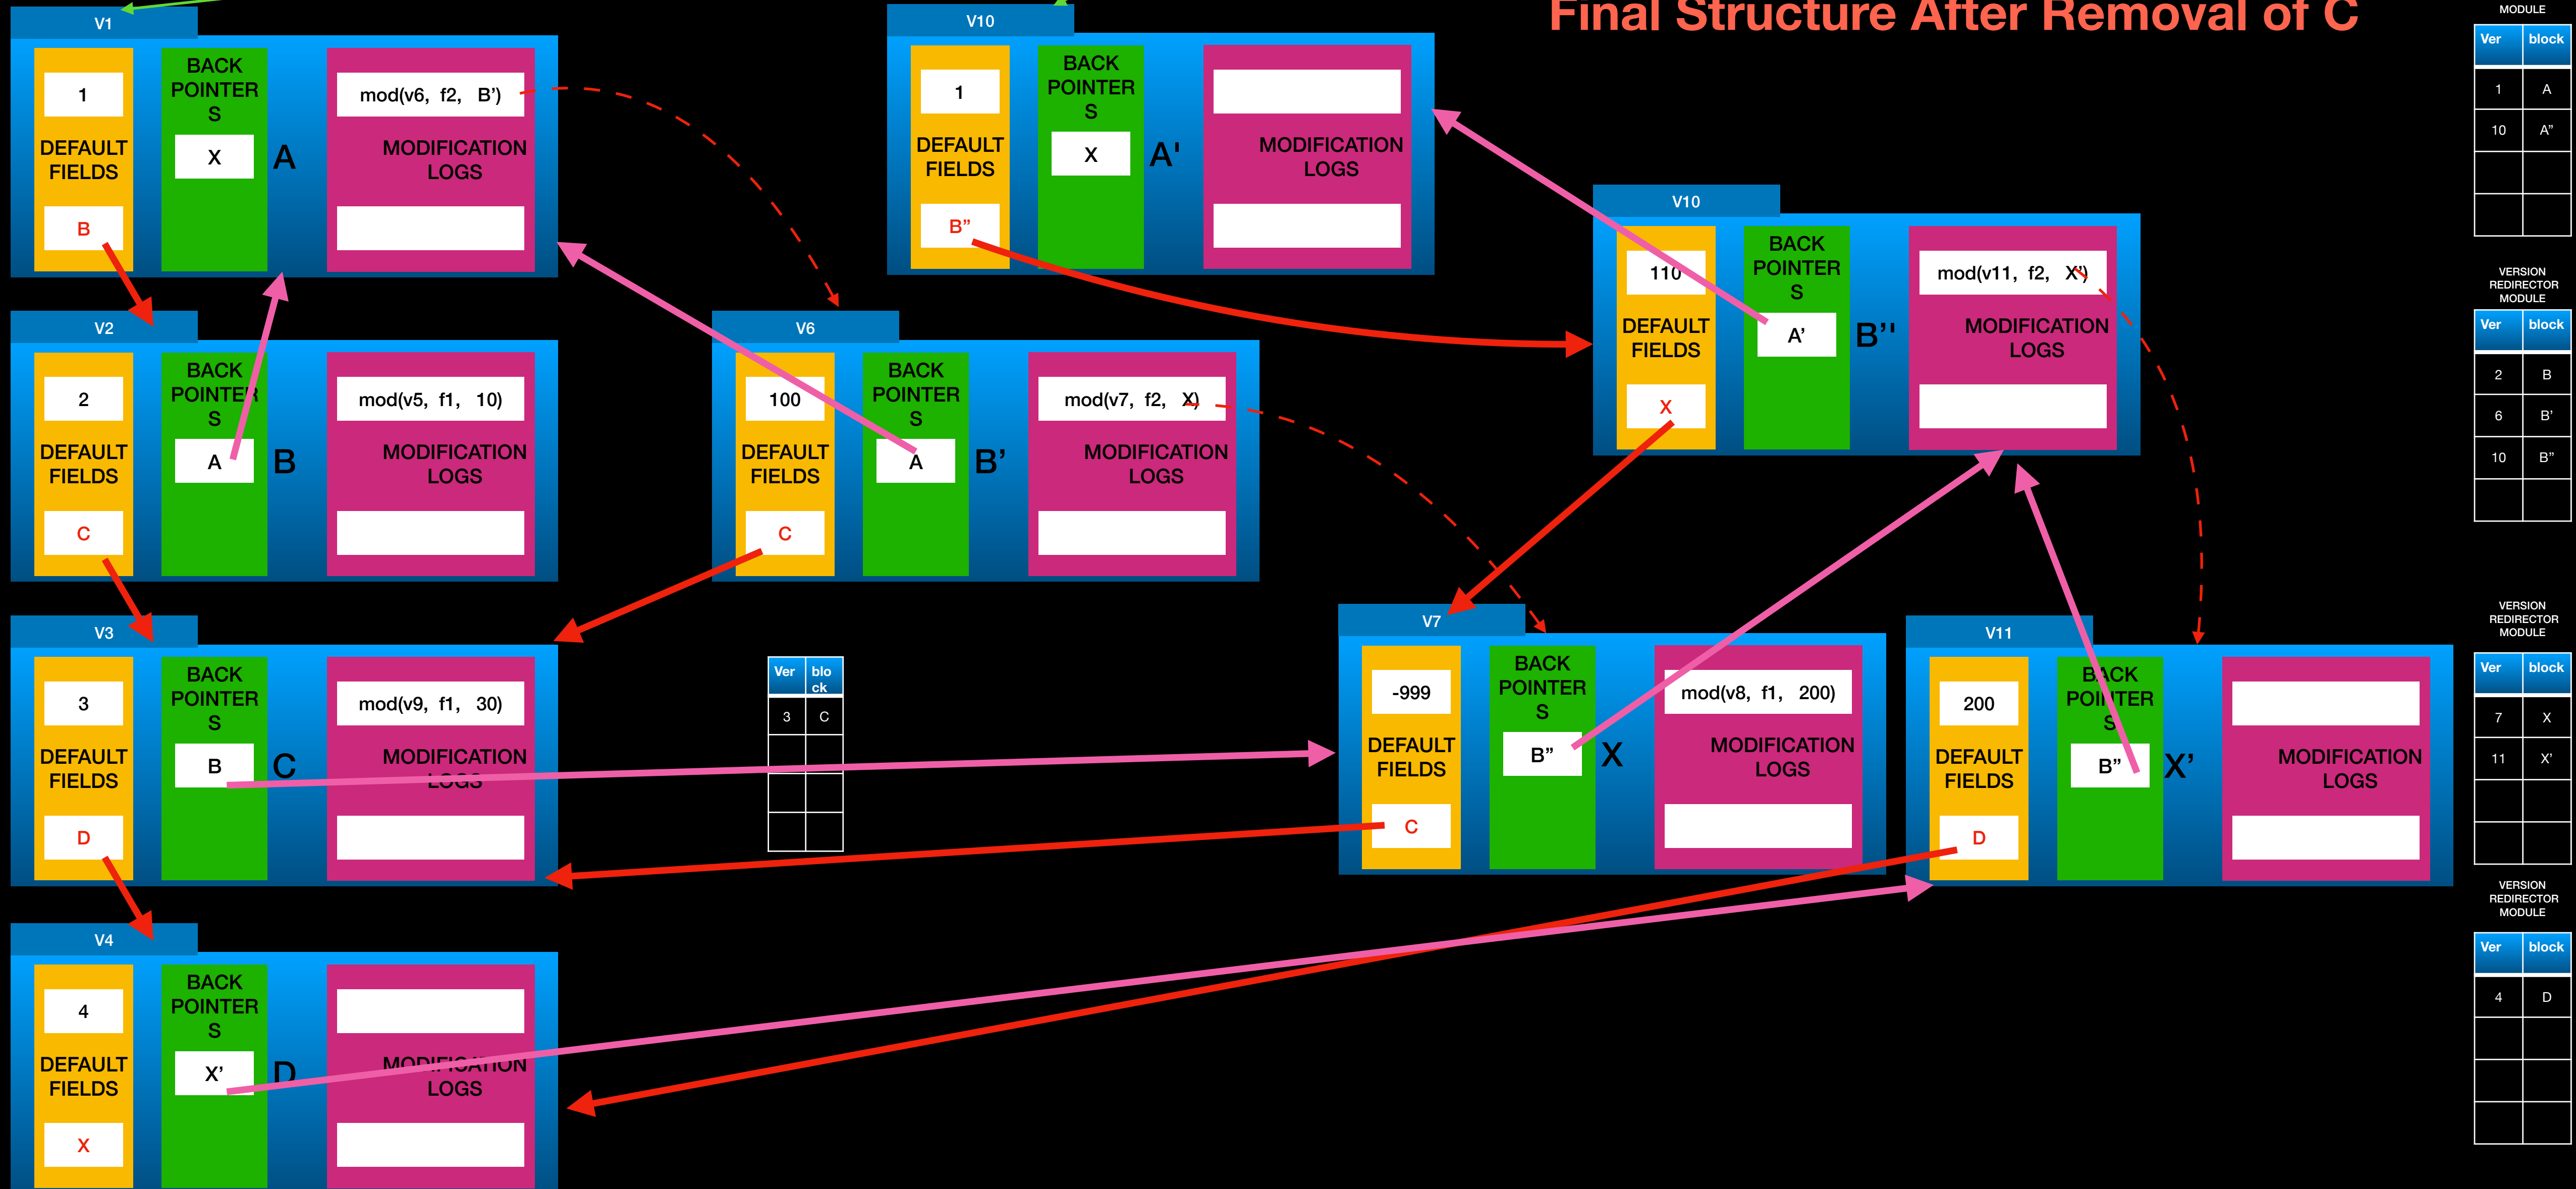 Final Structure After Removal of C
V1
1
DEFAULT
FIELDS
B
BACK
POINTER
S
X
A
mod(v6, f2, B’)
MODIFICATION
LOGS
V10
1
DEFAULT
FIELDS
B”
BACK
POINTER
S
X
A'
MODIFICATION
LOGS
V10
110
DEFAULT
FIELDS
X
BACK
POINTER
S
A’
B''
mod(v11, f2, X’)
MODIFICATION
LOGS
V2
2
DEFAULT
FIELDS
C
BACK
POINTER
S
A
B
mod(v5, f1, 10)
MODIFICATION
LOGS
V6
100
DEFAULT
FIELDS
C
BACK
POINTER
S
A
B’
mod(v7, f2, X)
MODIFICATION
LOGS
V3
3
DEFAULT
FIELDS
D
BACK
POINTER
S
B
C
mod(v9, f1, 30)
MODIFICATION
LOGS
Ver blo
ck
3 C
V7
-999
DEFAULT
FIELDS
C
BACK
POINTER
S
B”
X
mod(v8, f1, 200)
MODIFICATION
LOGS
V11
200
DEFAULT
FIELDS
D
BACK
POINTER
S
B”
X’
MODIFICATION
LOGS
V4
4
DEFAULT
FIELDS
X
BACK
POINTER
S
X’
D
MODIFICATION
LOGS
MODULE
Ver block
1 A
10 A”
VERSION
REDIRECTOR
MODULE
Ver block
2 B
6 B’
10 B”
VERSION
REDIRECTOR
MODULE
Ver block
7 X
11 X’
VERSION
REDIRECTOR
MODULE
Ver block
4 D